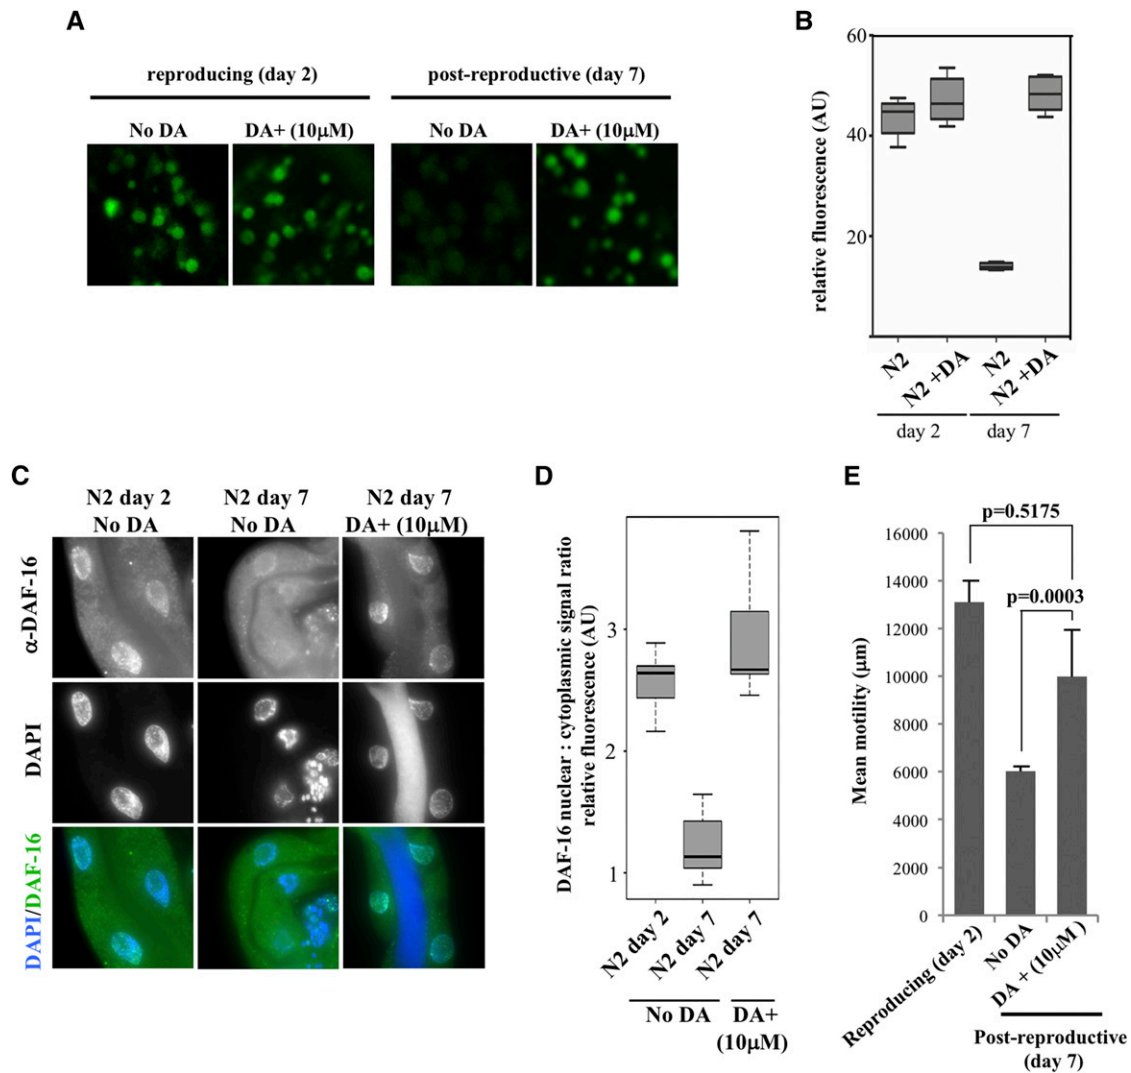 A
reproducing (day 2)
post-reproductive (day 7)
No DA
DA+ (10µM)
No DA
DA+ (10µM)
B
relative fluorescence (AU)
60
40
20
N2
N2 +DA
N2
N2 +DA
day 2
day 7
C
N2 day 2
No DA
N2 day 7
No DA
N2 day 7
DA+ (10µM)
α-DAF-16
DAPI
DAPI/DAF-16
D
DAF-16 nuclear : cytoplasmic signal ratio
relative fluorescence (AU)
3
2
1
N2 day 2
N2 day 7
N2 day 7
No DA
DA+
(10µM)
E
Mean motility (µm)
16000
14000
12000
10000
8000
6000
4000
2000
0
p=0.5175
p=0.0003
Reproducing (day 2)
No DA
DA + (10µM)
Post-reproductive
(day 7)